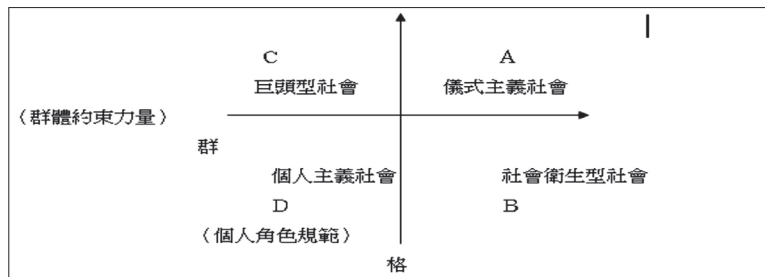 C
A
巨頭型社會
儀式主義社會
（群體約束力量）
群
個人主義社會
社會衛生型社會
D
B
（個人角色規範）
格